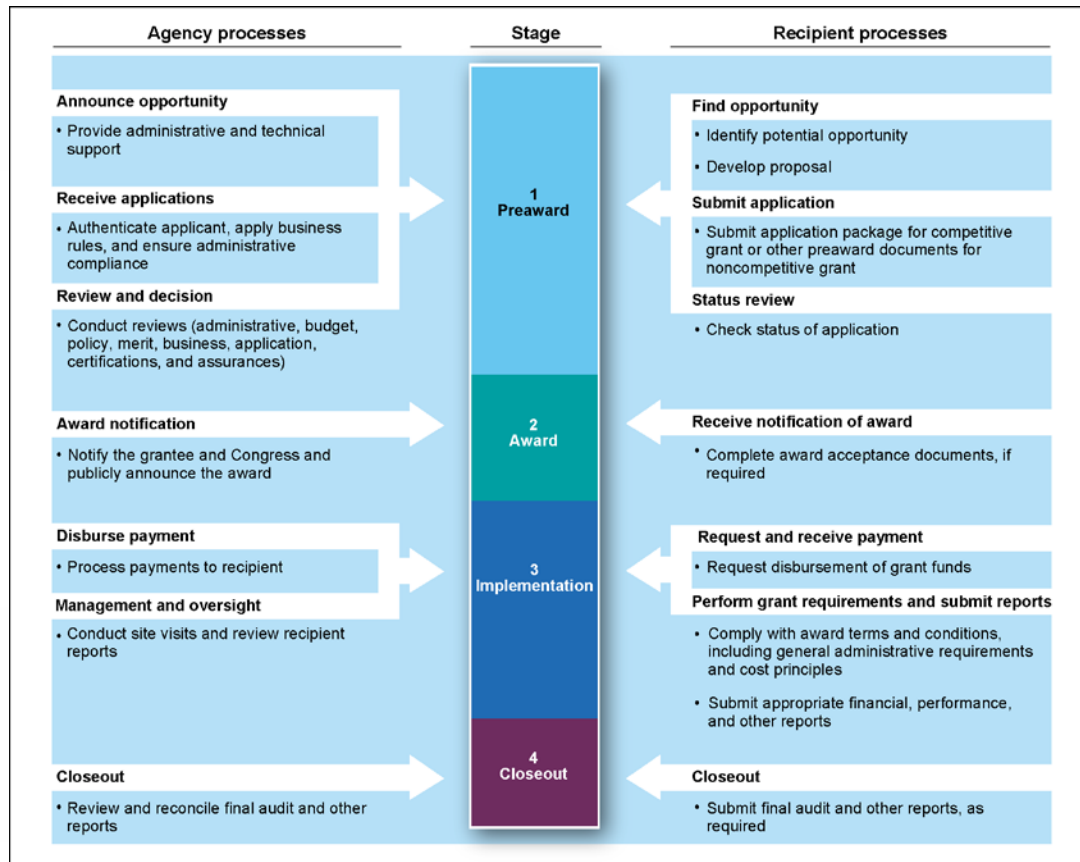 Agency processes
Stage
Recipient processes
Announce opportunity
• Provide administrative and technical
support
Receive applications
• Authenticate applicant, apply business
rules, and ensure administrative
compliance
Review and decision
• Conduct reviews (administrative, budget,
policy, merit, business, application,
certifications, and assurances)
Award notification
• Notify the grantee and Congress and
publicly announce the award
Disburse payment
• Process payments to recipient
Management and oversight
• Conduct site visits and review recipient
reports
Closeout
• Review and reconcile final audit and other
reports
1
Preaward
2
Award
3
Implementation
4
Closeout
Find opportunity
• Identify potential opportunity
• Develop proposal
Submit application
• Submit application package for competitive
grant or other preaward documents for
noncompetitive grant
Status review
• Check status of application
Receive notification of award
• Complete award acceptance documents, if
required
Request and receive payment
• Request disbursement of grant funds
Perform grant requirements and submit reports
• Comply with award terms and conditions,
including general administrative requirements
and cost principles
• Submit appropriate financial, performance,
and other reports
Closeout
• Submit final audit and other reports, as
required